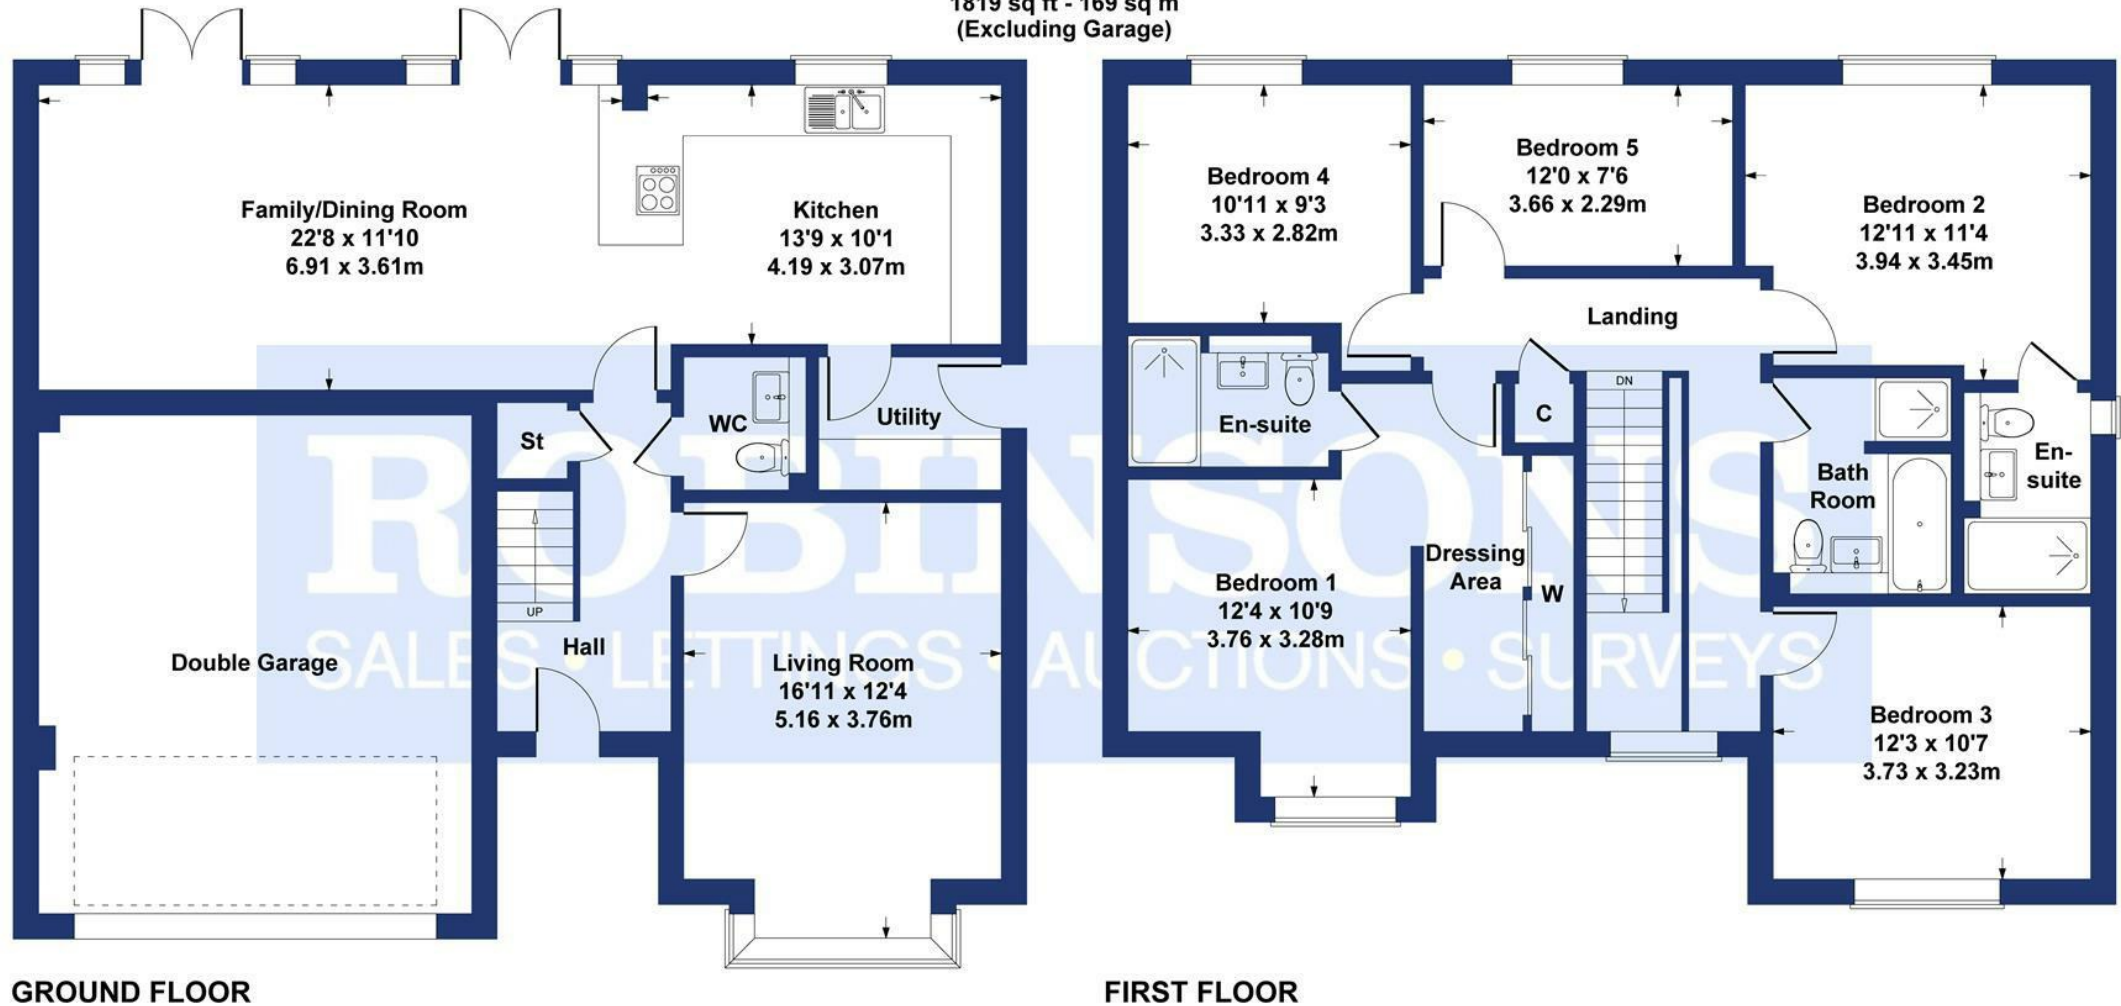 1819 sq ft - 169 sq m
(Excluding Garage)
Family/Dining Room
22'8 x 11'10
6.91 x 3.61m
Kitchen
13'9 x 10'1
4.19 x 3.07m
St
WC
Utility
UP
Hall
Double Garage
Living Room
16'11 x 12'4
5.16 x 3.76m
GROUND FLOOR
Bedroom 4
10'11 x 9'3
3.33 x 2.82m
Bedroom 5
12'0 x 7'6
3.66 x 2.29m
Bedroom 2
12'11 x 11'4
3.94 x 3.45m
Landing
DN
En-suite
C
Bath
Room
En-
suite
Dressing
Area
W
Bedroom 1
12'4 x 10'9
3.76 x 3.28m
Bedroom 3
12'3 x 10'7
3.73 x 3.23m
FIRST FLOOR
ROBINSONS
SALES • LETTINGS • AUCTIONS • SURVEYS